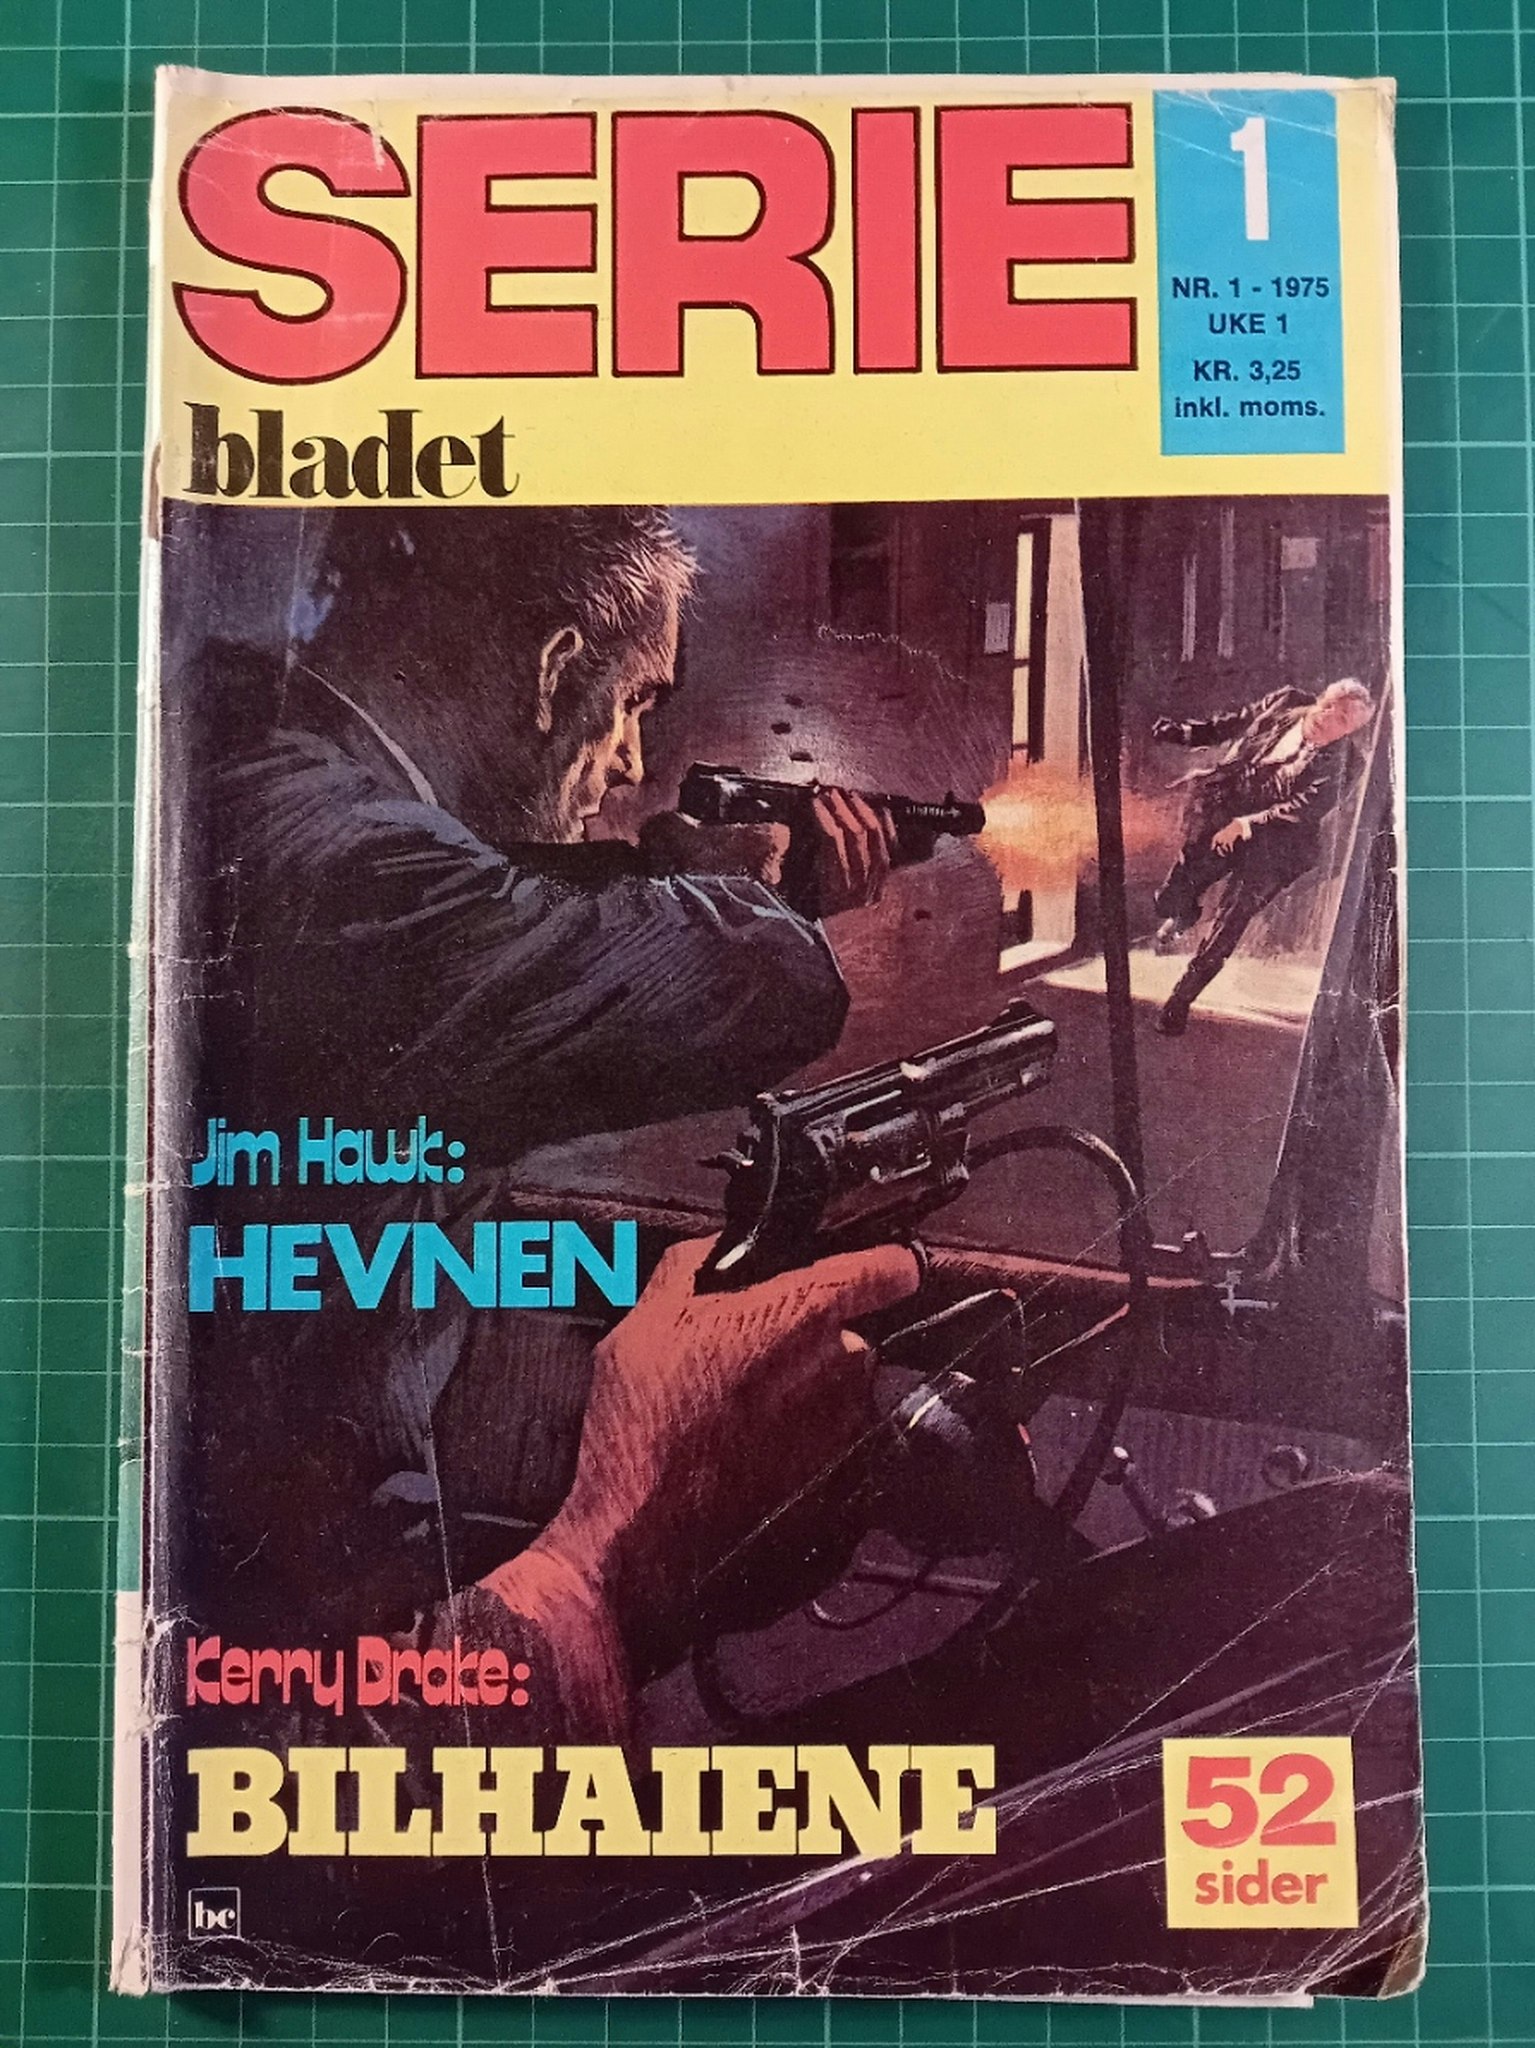 SERIE
bladet
1
NR. 1 - 1975
UKE 1
KR. 3,25
inkl. moms.
Jim Hawk:
HEVNEN
Kerry Drake:
BILHAIENE
52
sider
bc